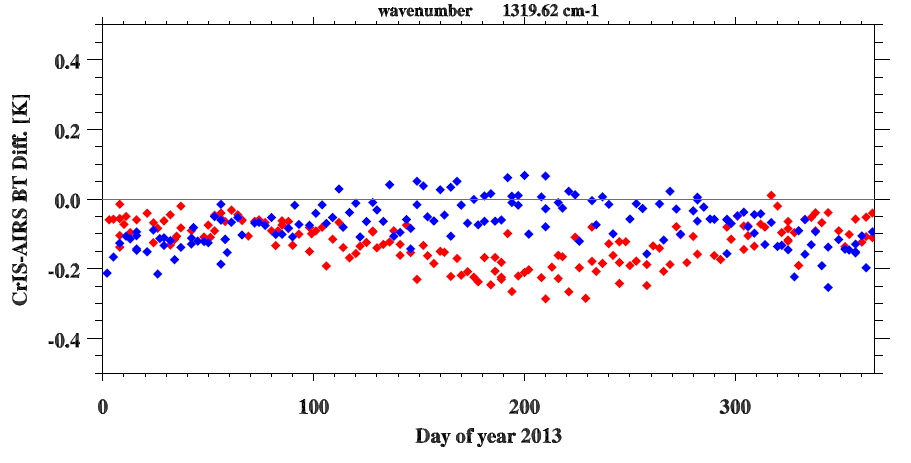 wavenumber 1319.62 cm-1
0.4
0.2
0.0
-0.2
-0.4
CrIS-AIRS BT Diff. [K]
0 100 200 300
Day of year 2013